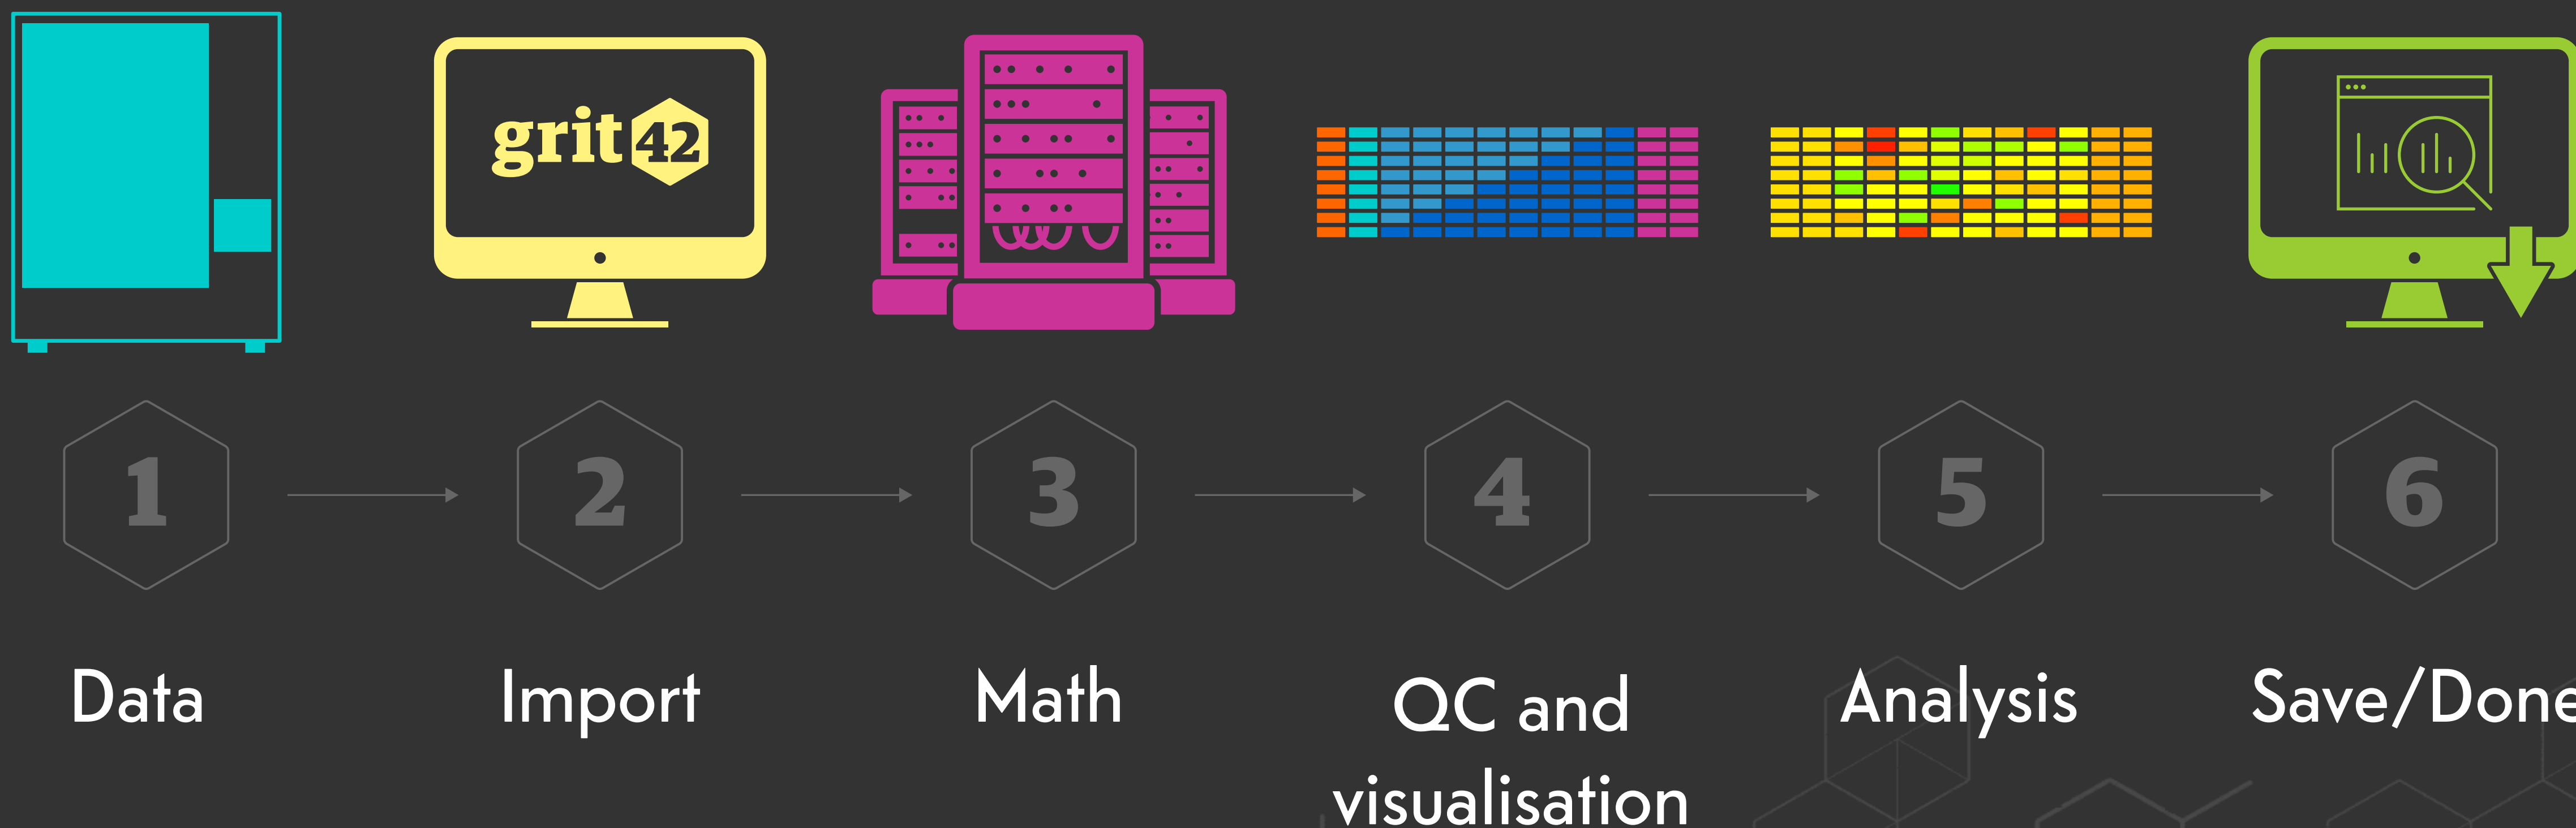 grit42
1
2
3
4
5
6
Data
Import
Math
QC and
visualisation
Analysis
Save/Done